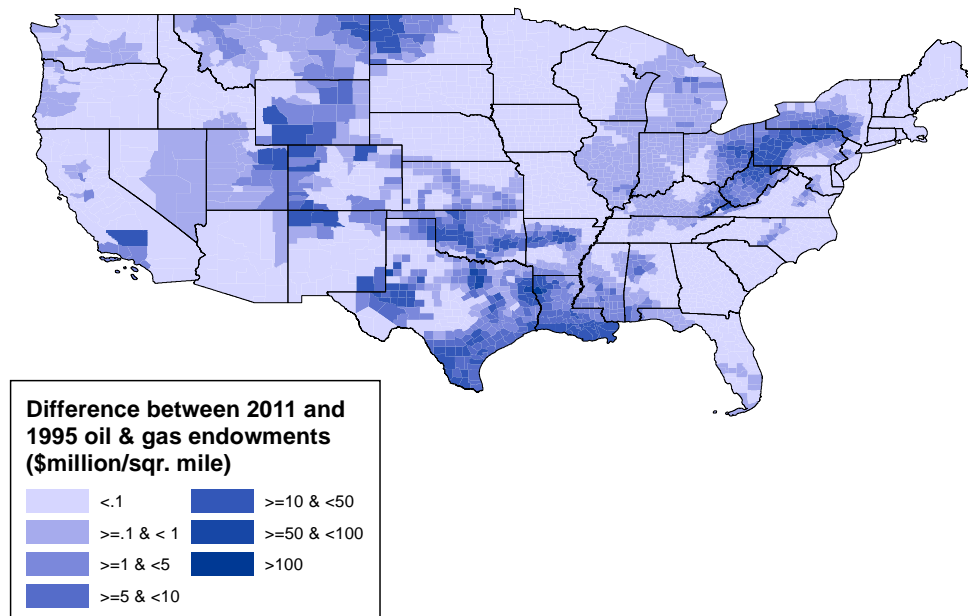 Difference between 2011 and
1995 oil & gas endowments
($million/sqr. mile)
<.1
>=.1 & < 1
>=1 & <5
>=5 & <10
>=10 & <50
>=50 & <100
>100